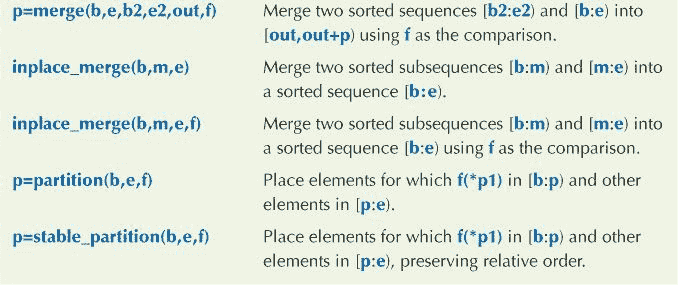 p=merge(b,e,b2,e2,out,f) Merge two sorted sequences [b2:e2) and [b:e) into
[out,out+p) using f as the comparison.
inplace_merge(b,m,e) Merge two sorted subsequences [b:m) and [m:e) into
a sorted sequence [b:e).
inplace_merge(b,m,e,f) Merge two sorted subsequences [b:m) and [m:e) into
a sorted sequence [b:e) using f as the comparison.
p=partition(b,e,f) Place elements for which f(*p1) in [b:p) and other
elements in [p:e).
p=stable_partition(b,e,f) Place elements for which f(*p1) in [b:p) and other
elements in [p:e), preserving relative order.